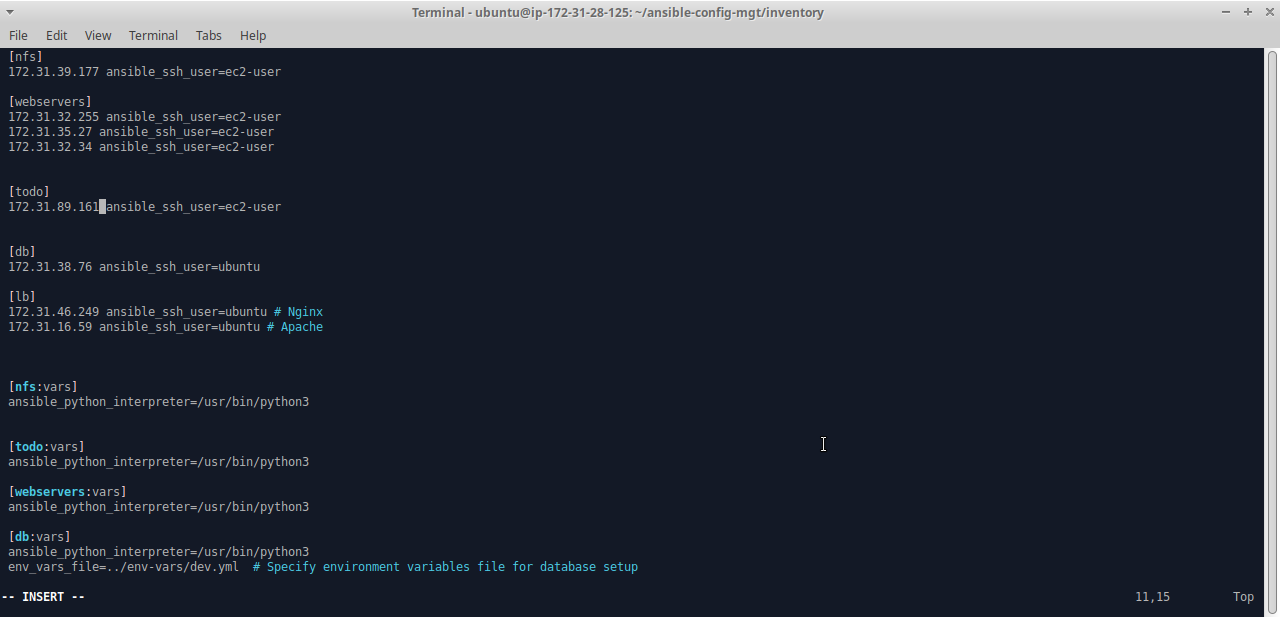 Terminal - ubuntu@ip-172-31-28-125: ~/ansible-config-mgt/inventory
File Edit View Terminal Tabs Help
[nfs]
172.31.39.177 ansible_ssh_user=ec2-user
[webservers]
172.31.32.255 ansible_ssh_user=ec2-user
172.31.35.27 ansible_ssh_user=ec2-user
172.31.32.34 ansible_ssh_user=ec2-user
[todo]
172.31.89.161 ansible_ssh_user=ec2-user
[db]
172.31.38.76 ansible_ssh_user=ubuntu
[lb]
172.31.46.249 ansible_ssh_user=ubuntu # Nginx
172.31.16.59 ansible_ssh_user=ubuntu # Apache
[nfs:vars]
ansible_python_interpreter=/usr/bin/python3
[todo:vars]
ansible_python_interpreter=/usr/bin/python3
[webservers:vars]
ansible_python_interpreter=/usr/bin/python3
[db:vars]
ansible_python_interpreter=/usr/bin/python3
env_vars_file=../env-vars/dev.yml  # Specify environment variables file for database setup
-- INSERT -- 11,15 Top